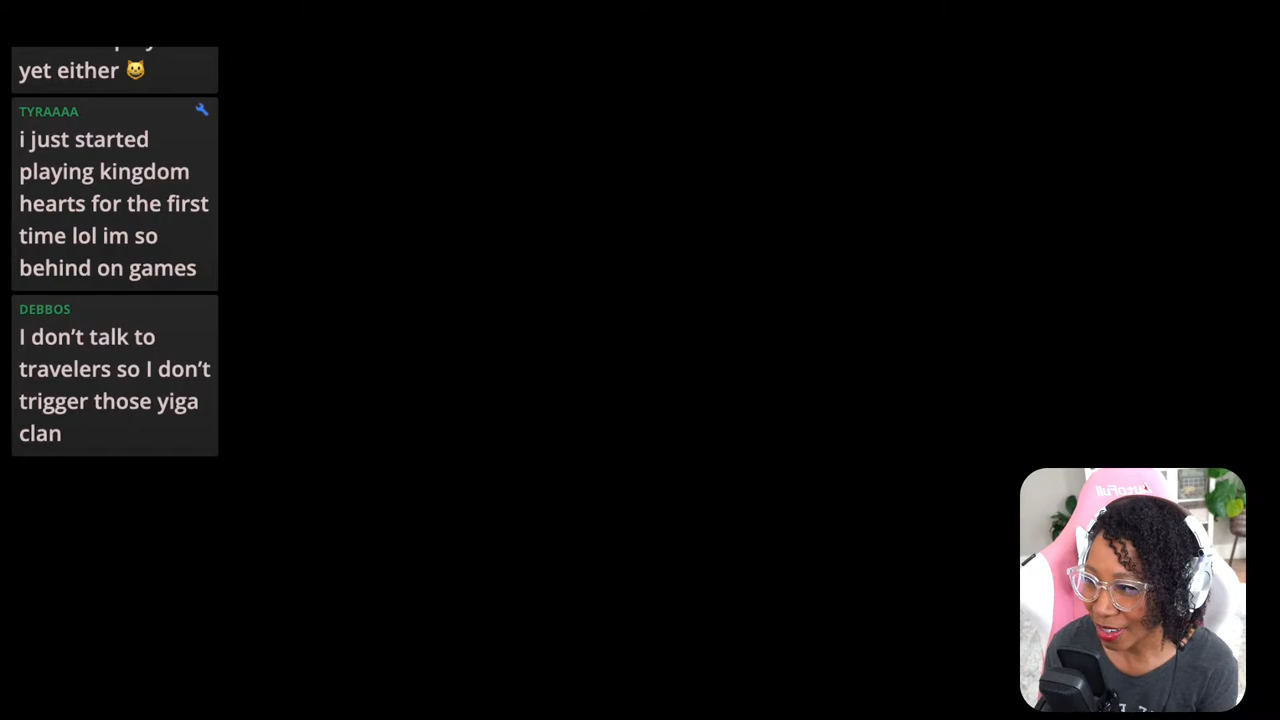 yet either 😺
TYRAAAA
i just started
playing kingdom
hearts for the first
time lol im so
behind on games
DEBBOS
I don't talk to
travelers so I don't
trigger those yiga
clan